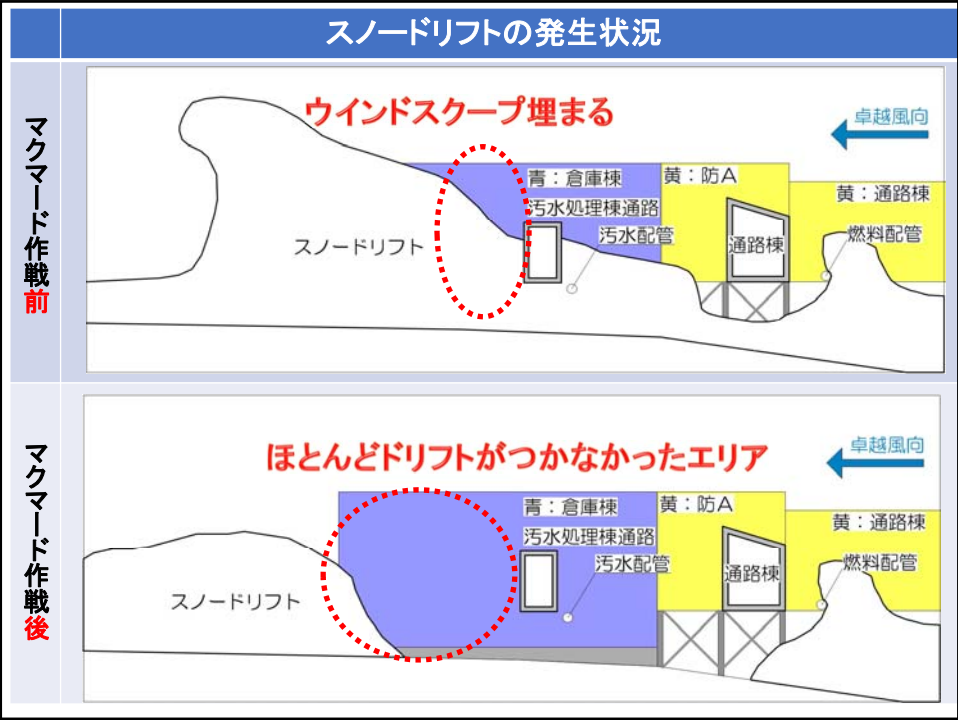 スノードリフトの発生状況
マクマード作戦前
ウインドスクープ埋まる
卓越風向
青：倉庫棟
黄：防A
黄：通路棟
汚水処理棟通路
汚水配管
通路棟
燃料配管
スノードリフト
マクマード作戦後
ほとんどドリフトがつかなかったエリア
卓越風向
青：倉庫棟
黄：防A
黄：通路棟
汚水処理棟通路
汚水配管
通路棟
燃料配管
スノードリフト